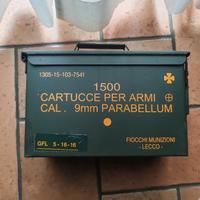 1305-15-103-7541
1500
CARTUCCE PER ARMI
CAL. 9mm PARABELLUM
FIOCCHI MUNIZIONI
- LECCO -
GFL 5-16-16